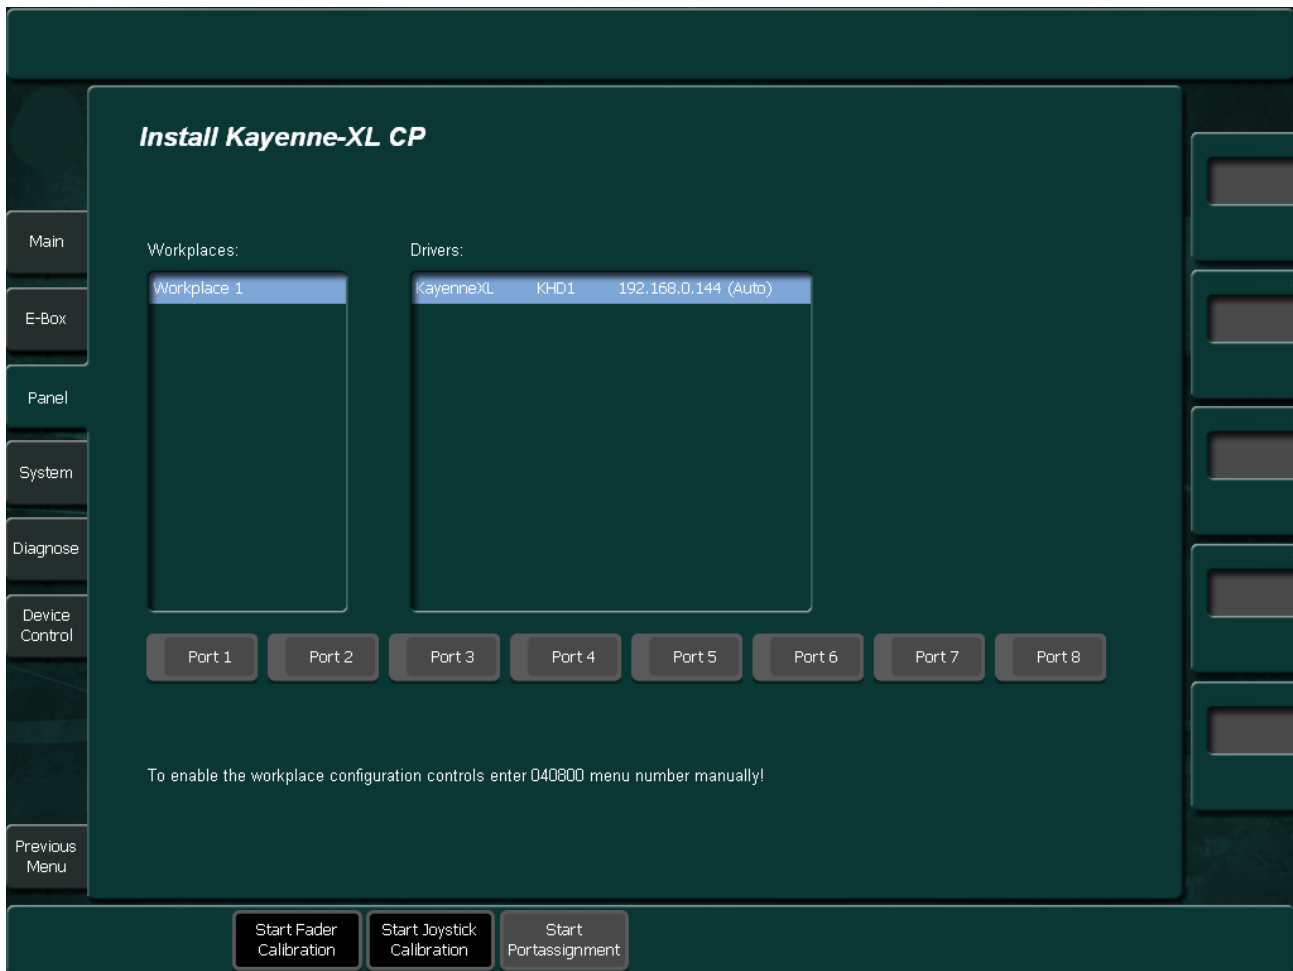 Install Kayenne-XL CP
Main
E-Box
Panel
System
Diagnose
Device
Control
Previous
Menu
Workplaces:
Workplace 1
Drivers:
KayenneXL KHD1 192.168.0.144 (Auto)
Port 1 Port 2 Port 3 Port 4 Port 5 Port 6 Port 7 Port 8
To enable the workplace configuration controls enter 040800 menu number manually!
Start Fader
Calibration
Start Joystick
Calibration
Start
Portassignment